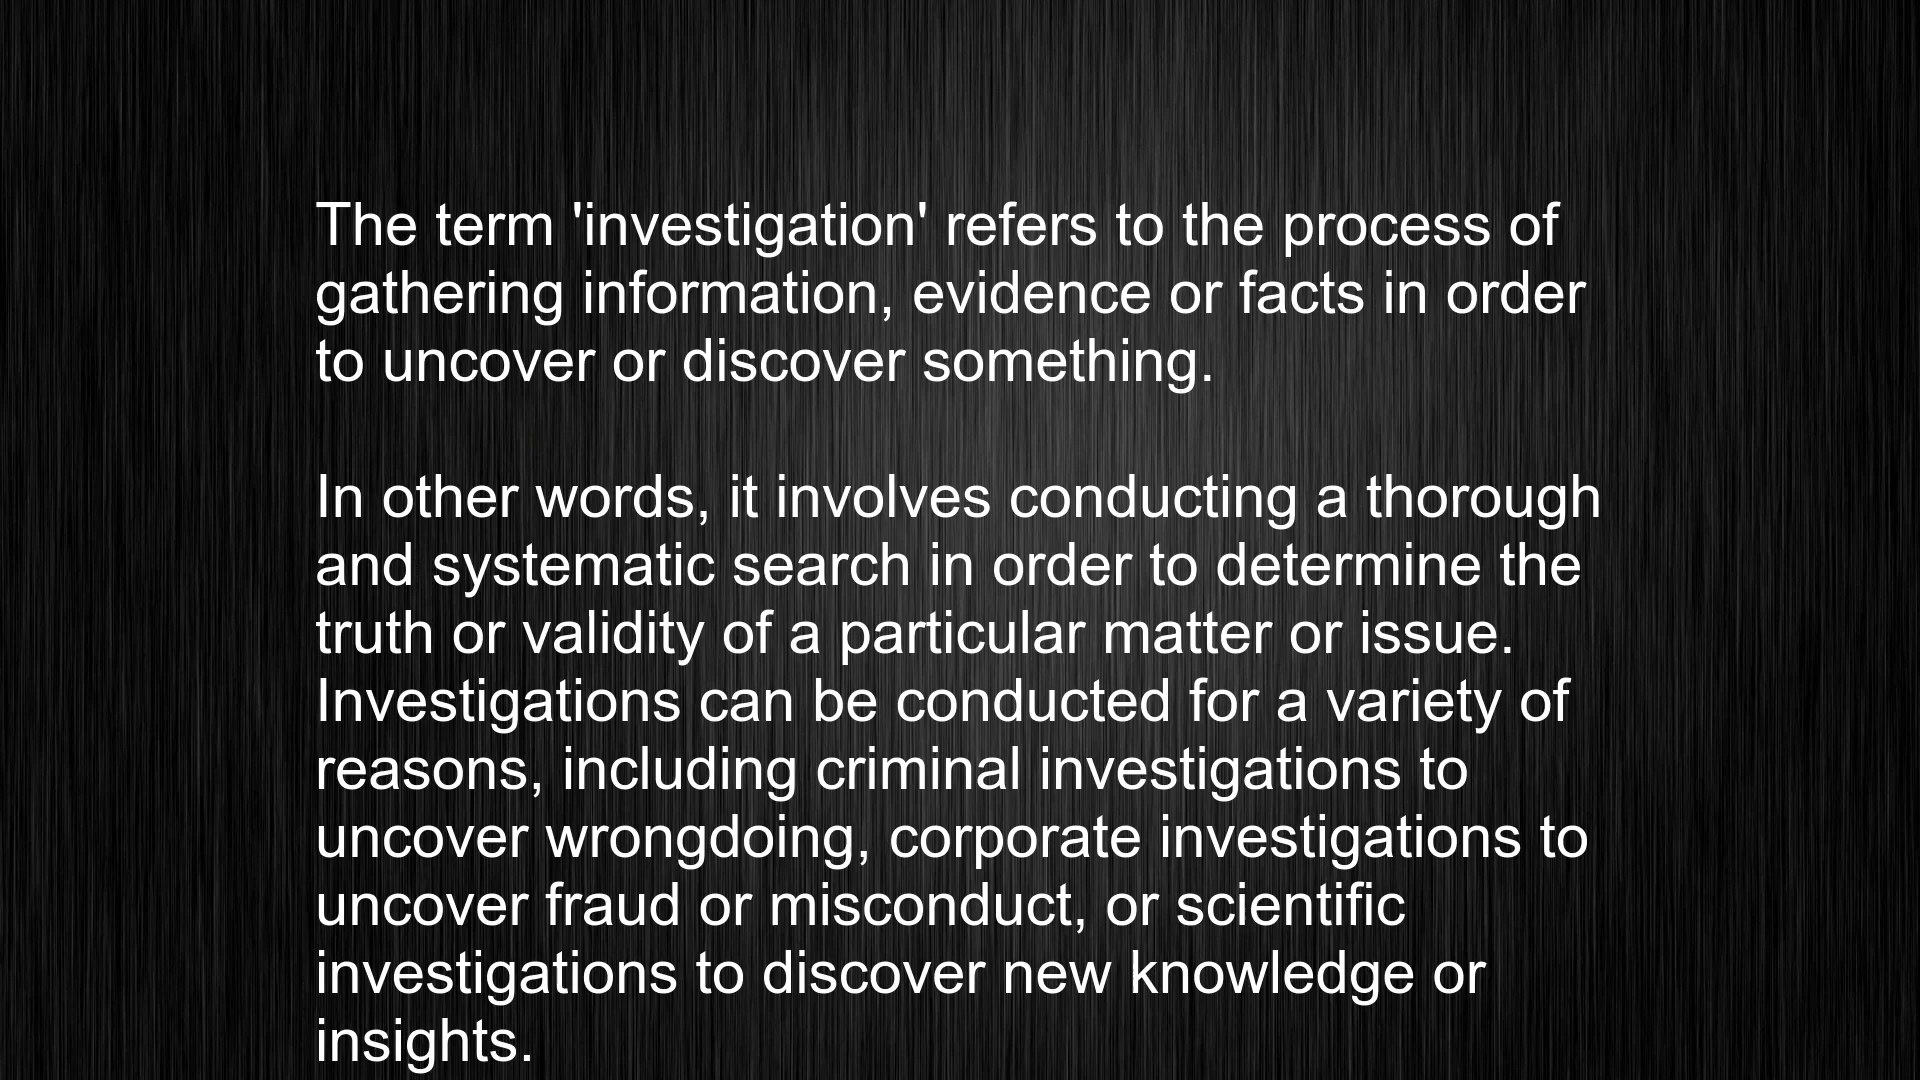 The term 'investigation' refers to the process of
gathering information, evidence or facts in order
to uncover or discover something.
In other words, it involves conducting a thorough
and systematic search in order to determine the
truth or validity of a particular matter or issue.
Investigations can be conducted for a variety of
reasons, including criminal investigations to
uncover wrongdoing, corporate investigations to
uncover fraud or misconduct, or scientific
investigations to discover new knowledge or
insights.